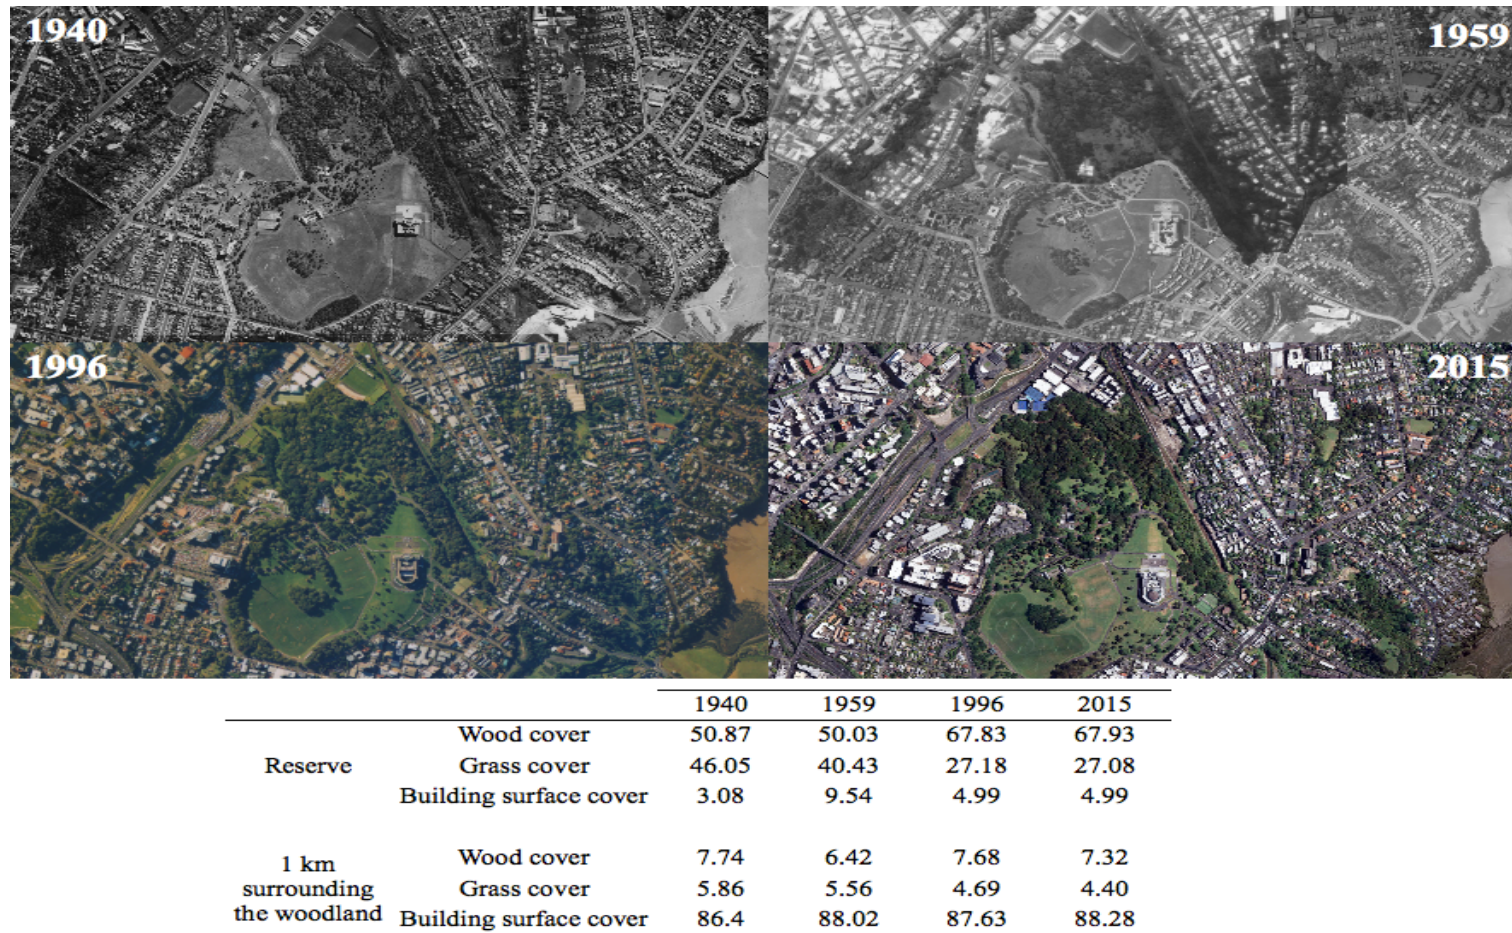 1940
1959
1996
2015
1940 1959 1996 2015
Wood cover 50.87 50.03 67.83 67.93
Reserve Grass cover 46.05 40.43 27.18 27.08
Building surface cover 3.08 9.54 4.99 4.99
Wood cover 7.74 6.42 7.68 7.32
1 km
surrounding
the woodland
Grass cover 5.86 5.56 4.69 4.40
Building surface cover 86.4 88.02 87.63 88.28